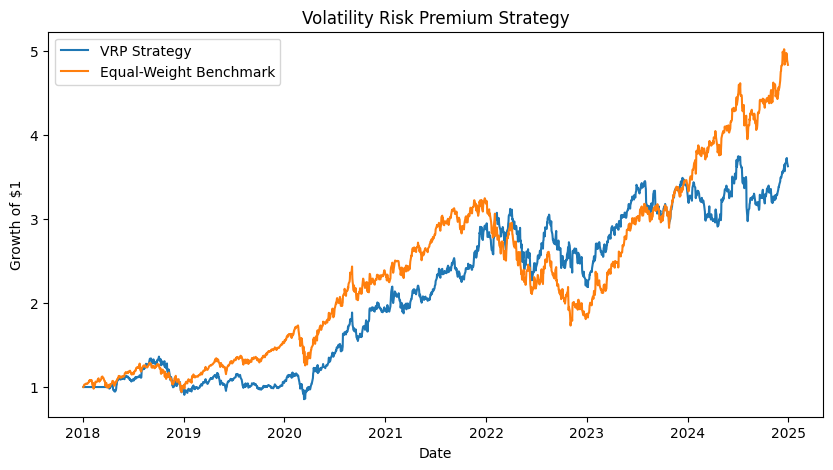 Volatility Risk Premium Strategy
VRP Strategy
Equal-Weight Benchmark
Growth of $1
5
4
3
2
1
2018 2019 2020 2021 2022 2023 2024 2025
Date